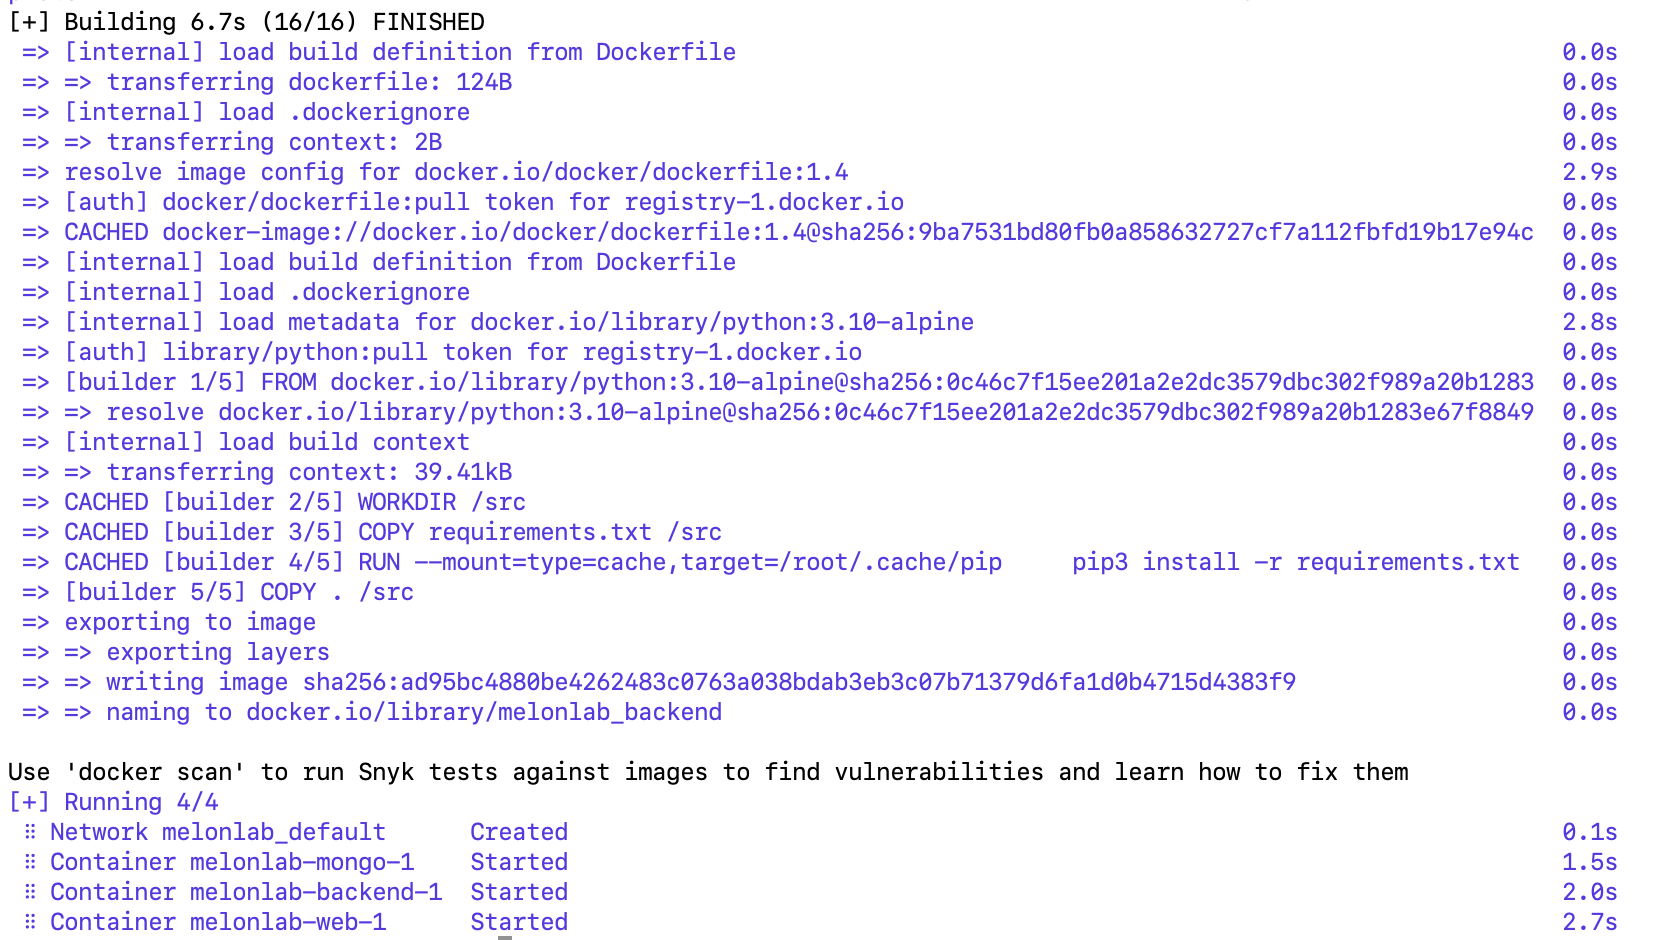 [+] Building 6.7s (16/16) FINISHED
=> [internal] load build definition from Dockerfile 0.0s
=> => transferring dockerfile: 124B 0.0s
=> [internal] load .dockerignore 0.0s
=> => transferring context: 2B 0.0s
=> resolve image config for docker.io/docker/dockerfile:1.4 2.9s
=> [auth] docker/dockerfile:pull token for registry-1.docker.io 0.0s
=> CACHED docker-image://docker.io/docker/dockerfile:1.4@sha256:9ba7531bd80fb0a858632727cf7a112fbfd19b17e94c 0.0s
=> [internal] load build definition from Dockerfile 0.0s
=> [internal] load .dockerignore 0.0s
=> [internal] load metadata for docker.io/library/python:3.10-alpine 2.8s
=> [auth] library/python:pull token for registry-1.docker.io 0.0s
=> [builder 1/5] FROM docker.io/library/python:3.10-alpine@sha256:0c46c7f15ee201a2e2dc3579dbc302f989a20b1283 0.0s
=> => resolve docker.io/library/python:3.10-alpine@sha256:0c46c7f15ee201a2e2dc3579dbc302f989a20b1283e67f8849 0.0s
=> [internal] load build context 0.0s
=> => transferring context: 39.41kB 0.0s
=> CACHED [builder 2/5] WORKDIR /src 0.0s
=> CACHED [builder 3/5] COPY requirements.txt /src 0.0s
=> CACHED [builder 4/5] RUN --mount=type=cache,target=/root/.cache/pip     pip3 install -r requirements.txt 0.0s
=> [builder 5/5] COPY . /src 0.0s
=> exporting to image 0.0s
=> => exporting layers 0.0s
=> => writing image sha256:ad95bc4880be4262483c0763a038bdab3eb3c07b71379d6fa1d0b4715d4383f9 0.0s
=> => naming to docker.io/library/melonlab_backend 0.0s
Use 'docker scan' to run Snyk tests against images to find vulnerabilities and learn how to fix them
[+] Running 4/4
⠿ Network melonlab_default Created 0.1s
⠿ Container melonlab-mongo-1 Started 1.5s
⠿ Container melonlab-backend-1 Started 2.0s
⠿ Container melonlab-web-1 Started 2.7s